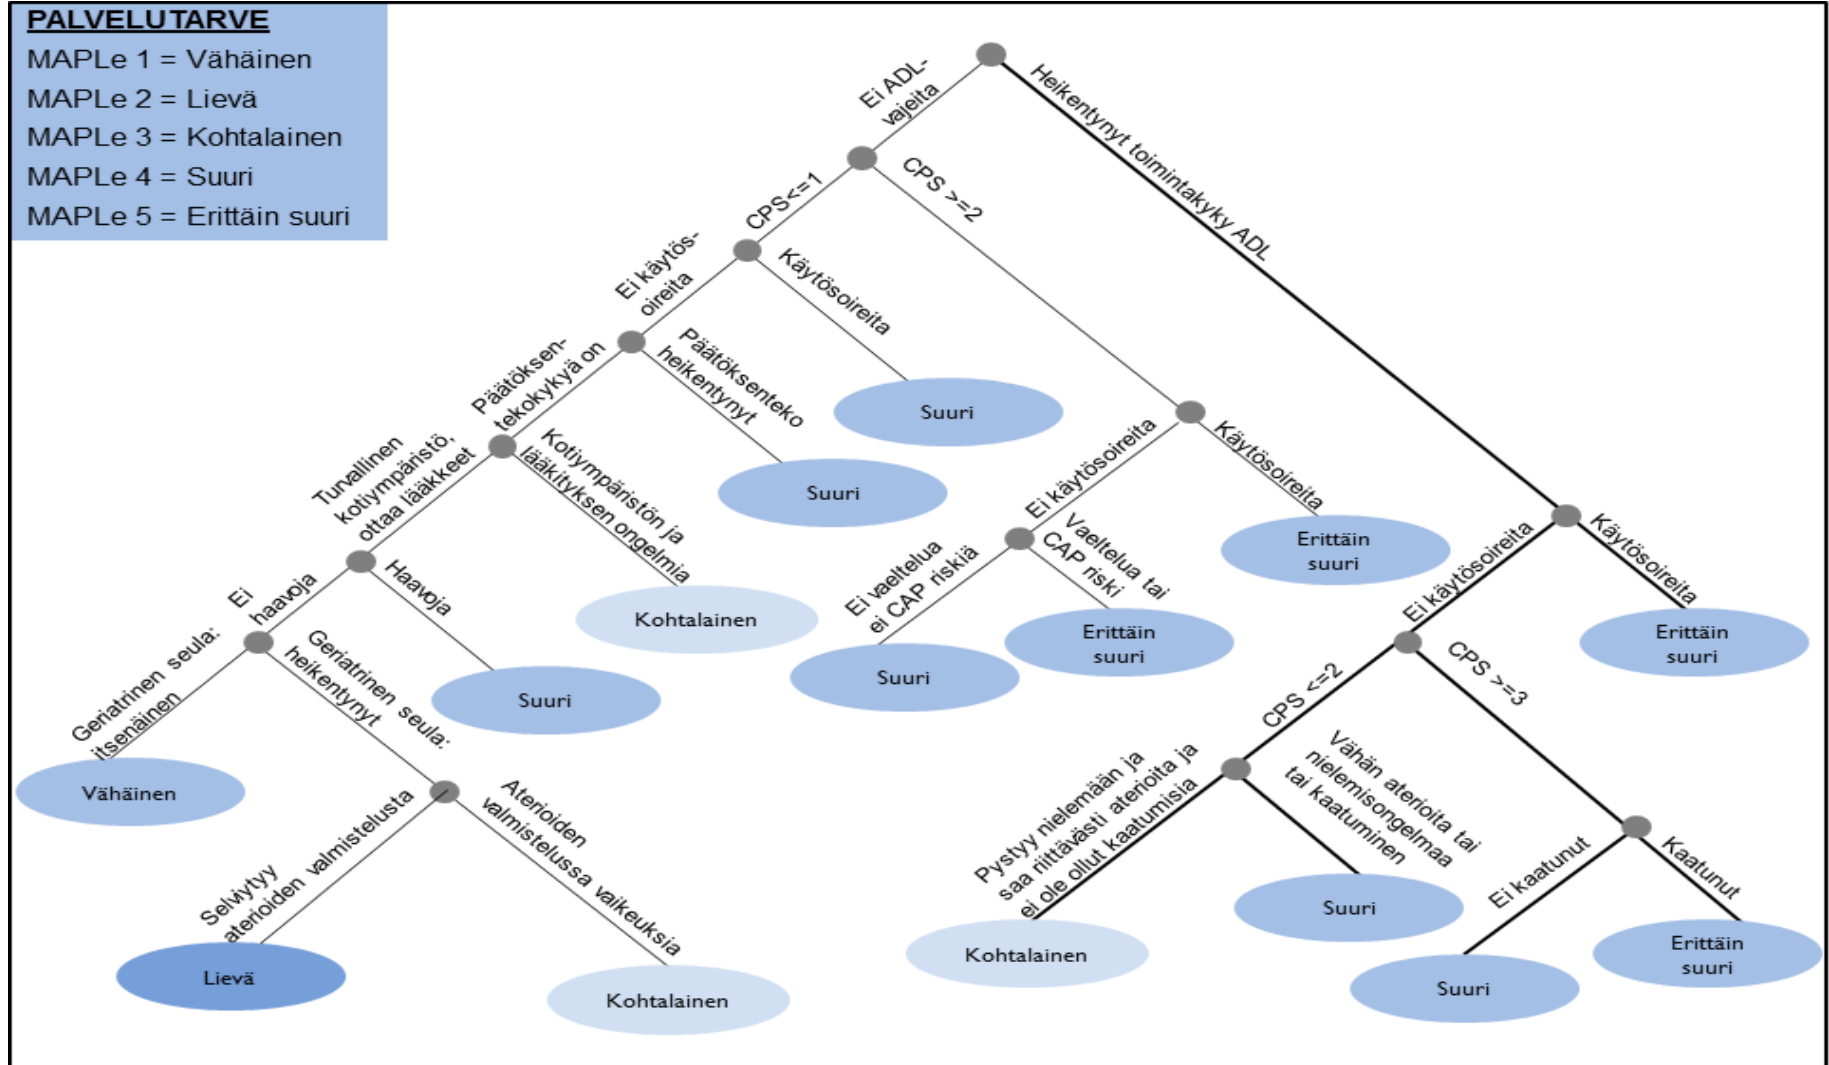 PALVELUTARVE
MAPLe 1 = Vähäinen
MAPLe 2 = Lievä
MAPLe 3 = Kohtalainen
MAPLe 4 = Suuri
MAPLe 5 = Erittäin suuri
Ei ADL-
vajeita
Heikentynyt toimintakyky ADL
CPS<=1
CPS >=2
Ei käytös-
oireita
Käytösoireita
Päätöksen-
tekokykyä on
Päätöksenteko
heikentynyt
Suuri
Suuri
Turvallinen
kotiympäristö,
ottaa lääkkeet
Kotiympäristön ja
lääkityksen ongelmia
Kohtalainen
Ei
haavoja
Haavoja
Suuri
Geriatrinen seula:
itsenäinen
Geriatrinen seula:
heikentynyt
Vähäinen
Selviytyy
aterioiden valmistelusta
Aterioiden
valmistelussa vaikeuksia
Lievä
Kohtalainen
Ei käytösoireita
Käytösoireita
Erittäin
suuri
Ei vaeltelua
ei CAP riskiä
Vaeltelua tai
CAP riski
Suuri
Erittäin
suuri
Ei käytösoireita
Käytösoireita
Erittäin
suuri
CPS <=2
CPS >=3
Pystyy nielemään ja
saa riittävästi aterioita ja
ei ole ollut kaatumisia
Vähän aterioita tai
nielemisongelmaa
tai kaatuminen
Kohtalainen
Suuri
Ei kaatunut
Kaatunut
Suuri
Erittäin
suuri